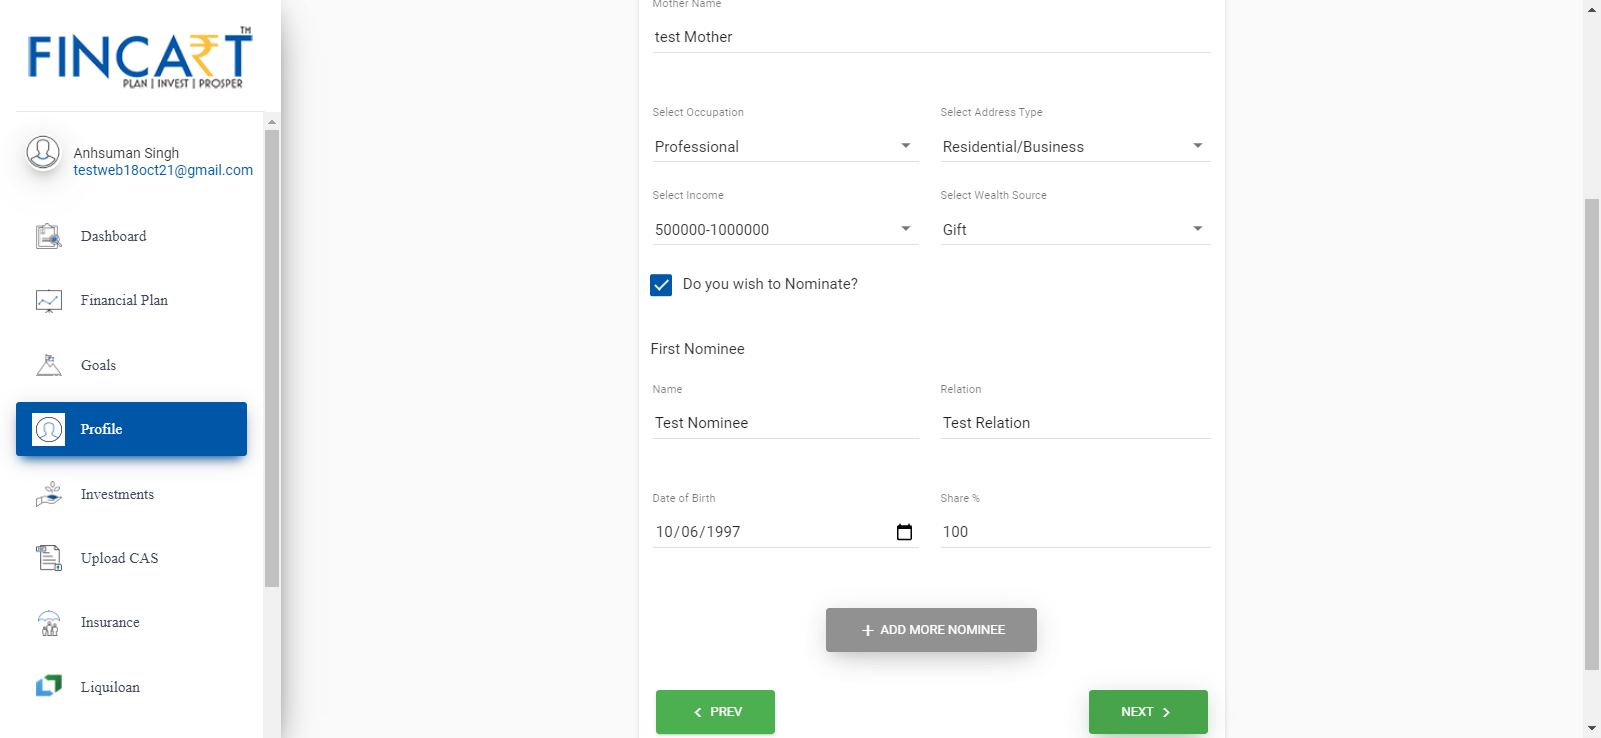 FINCART™
PLAN | INVEST | PROSPER
Anhsuman Singh
testweb18oct21@gmail.com
Dashboard
Financial Plan
Goals
Profile
Investments
Upload CAS
Insurance
Liquiloan
Mother Name
test Mother
Select Occupation
Professional
Select Address Type
Residential/Business
Select Income
500000-1000000
Select Wealth Source
Gift
Do you wish to Nominate?
First Nominee
Name
Test Nominee
Relation
Test Relation
Date of Birth
10/06/1997
Share %
100
+ ADD MORE NOMINEE
< PREV
NEXT >